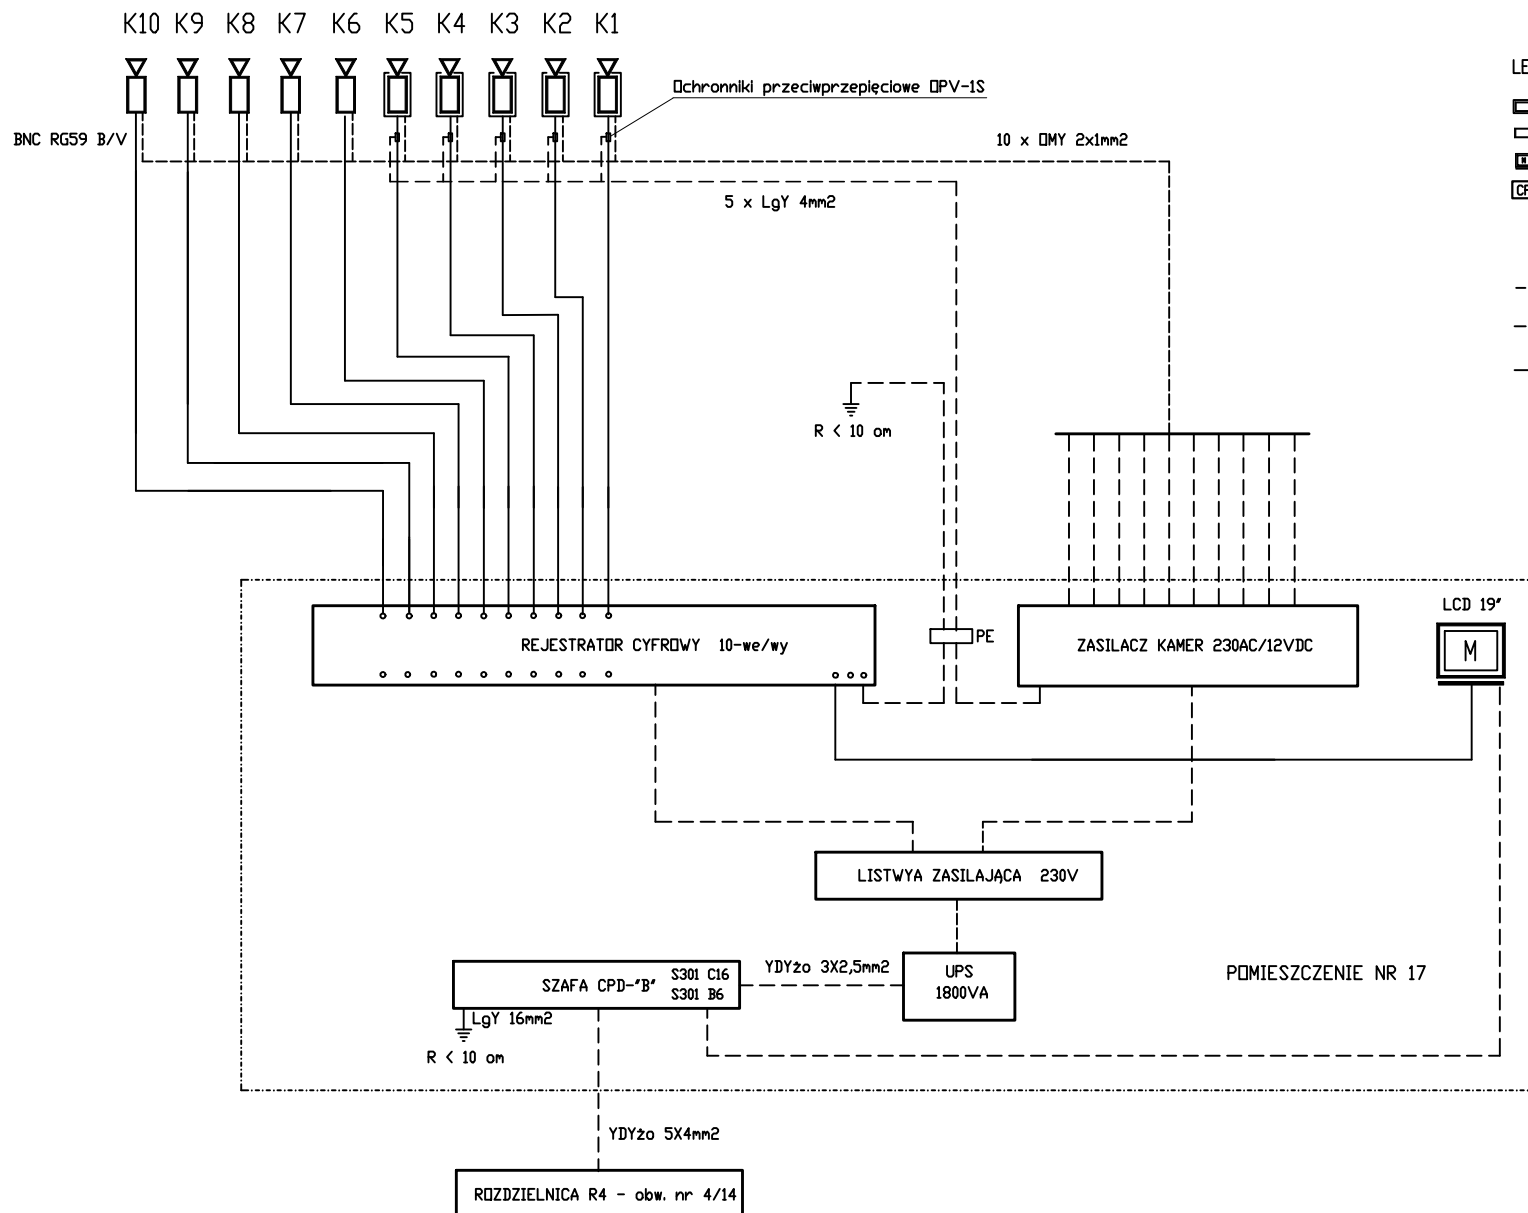 K10 K9 K8 K7 K6 K5 K4 K3 K2 K1
LE
Ochronniki przeciwprzepięciowe OPV-1S
BNC RG59 B/V
10 x OMY 2x1mm2
5 x LgY 4mm2
R < 10 om
LCD 19"
REJESTRATOR CYFROWY 10-we/wy
PE
ZASILACZ KAMER 230AC/12VDC
M
LISTWYA ZASILAJĄCA 230V
SZAFA CPD-"B"
S301 C16
S301 B6
YDYżo 3X2,5mm2
UPS
1800VA
POMIESZCZENIE NR 17
LgY 16mm2
R < 10 om
YDYżo 5X4mm2
ROZDZIELNICA R4 - obw. nr 4/14